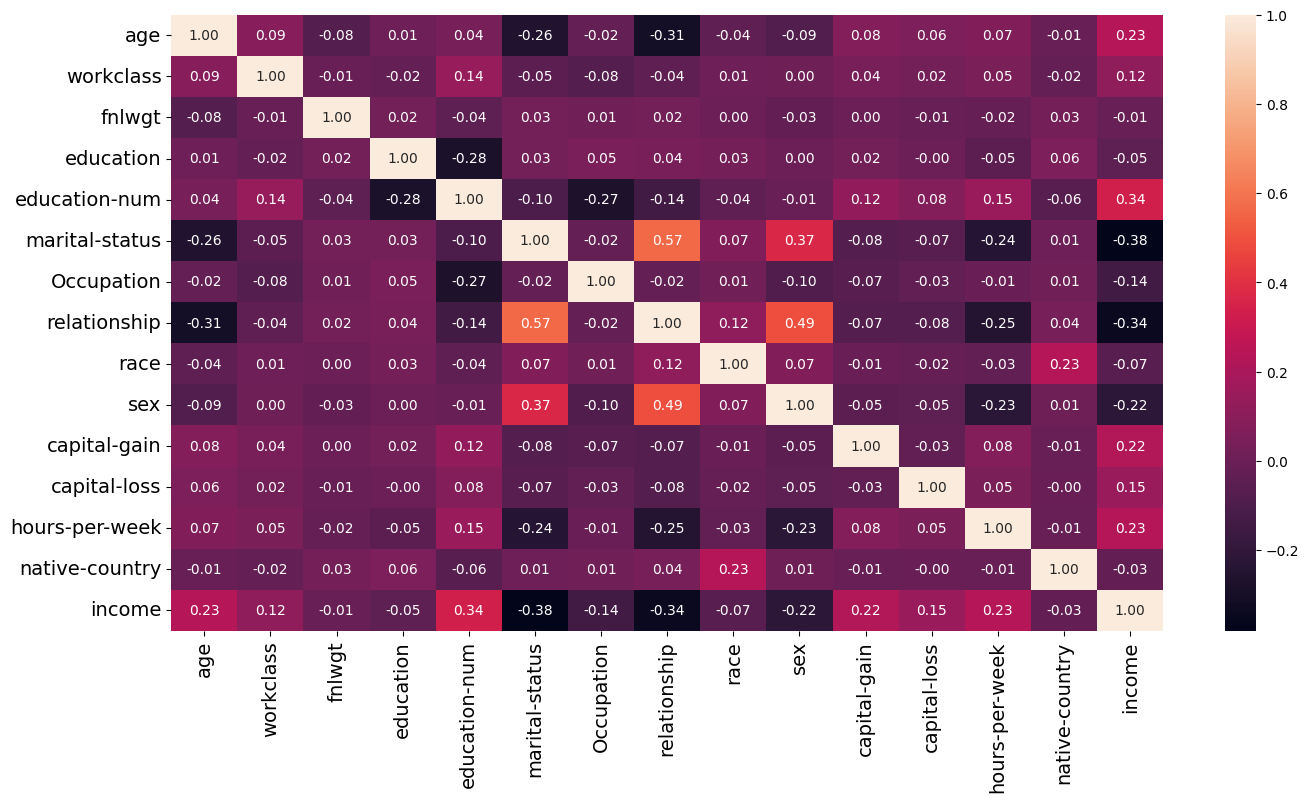 age 1.00 0.09 -0.08 0.01 0.04 -0.26 -0.02 -0.31 -0.04 -0.09 0.08 0.06 0.07 -0.01 0.23
workclass 0.09 1.00 -0.01 -0.02 0.14 -0.05 -0.08 -0.04 0.01 0.00 0.04 0.02 0.05 -0.02 0.12
fnlwgt -0.08 -0.01 1.00 0.02 -0.04 0.03 0.01 0.02 0.00 -0.03 0.00 -0.01 -0.02 0.03 -0.01
education 0.01 -0.02 0.02 1.00 -0.28 0.03 0.05 0.04 0.03 0.00 0.02 -0.00 -0.05 0.06 -0.05
education-num 0.04 0.14 -0.04 -0.28 1.00 -0.10 -0.27 -0.14 -0.04 -0.01 0.12 0.08 0.15 -0.06 0.34
marital-status -0.26 -0.05 0.03 0.03 -0.10 1.00 -0.02 0.57 0.07 0.37 -0.08 -0.07 -0.24 0.01 -0.38
Occupation -0.02 -0.08 0.01 0.05 -0.27 -0.02 1.00 -0.02 0.01 -0.10 -0.07 -0.03 -0.01 0.01 -0.14
relationship -0.31 -0.04 0.02 0.04 -0.14 0.57 -0.02 1.00 0.12 0.49 -0.07 -0.08 -0.25 0.04 -0.34
race -0.04 0.01 0.00 0.03 -0.04 0.07 0.01 0.12 1.00 0.07 -0.01 -0.02 -0.03 0.23 -0.07
sex -0.09 0.00 -0.03 0.00 -0.01 0.37 -0.10 0.49 0.07 1.00 -0.05 -0.05 -0.23 0.01 -0.22
capital-gain 0.08 0.04 0.00 0.02 0.12 -0.08 -0.07 -0.07 -0.01 -0.05 1.00 -0.03 0.08 -0.01 0.22
capital-loss 0.06 0.02 -0.01 -0.00 0.08 -0.07 -0.03 -0.08 -0.02 -0.05 -0.03 1.00 0.05 -0.00 0.15
hours-per-week 0.07 0.05 -0.02 -0.05 0.15 -0.24 -0.01 -0.25 -0.03 -0.23 0.08 0.05 1.00 -0.01 0.23
native-country -0.01 -0.02 0.03 0.06 -0.06 0.01 0.01 0.04 0.23 0.01 -0.01 -0.00 -0.01 1.00 -0.03
income 0.23 0.12 -0.01 -0.05 0.34 -0.38 -0.14 -0.34 -0.07 -0.22 0.22 0.15 0.23 -0.03 1.00
age
workclass
fnlwgt
education
education-num
marital-status
Occupation
relationship
race
sex
capital-gain
capital-loss
hours-per-week
native-country
income
1.0
0.8
0.6
0.4
0.2
0.0
−0.2